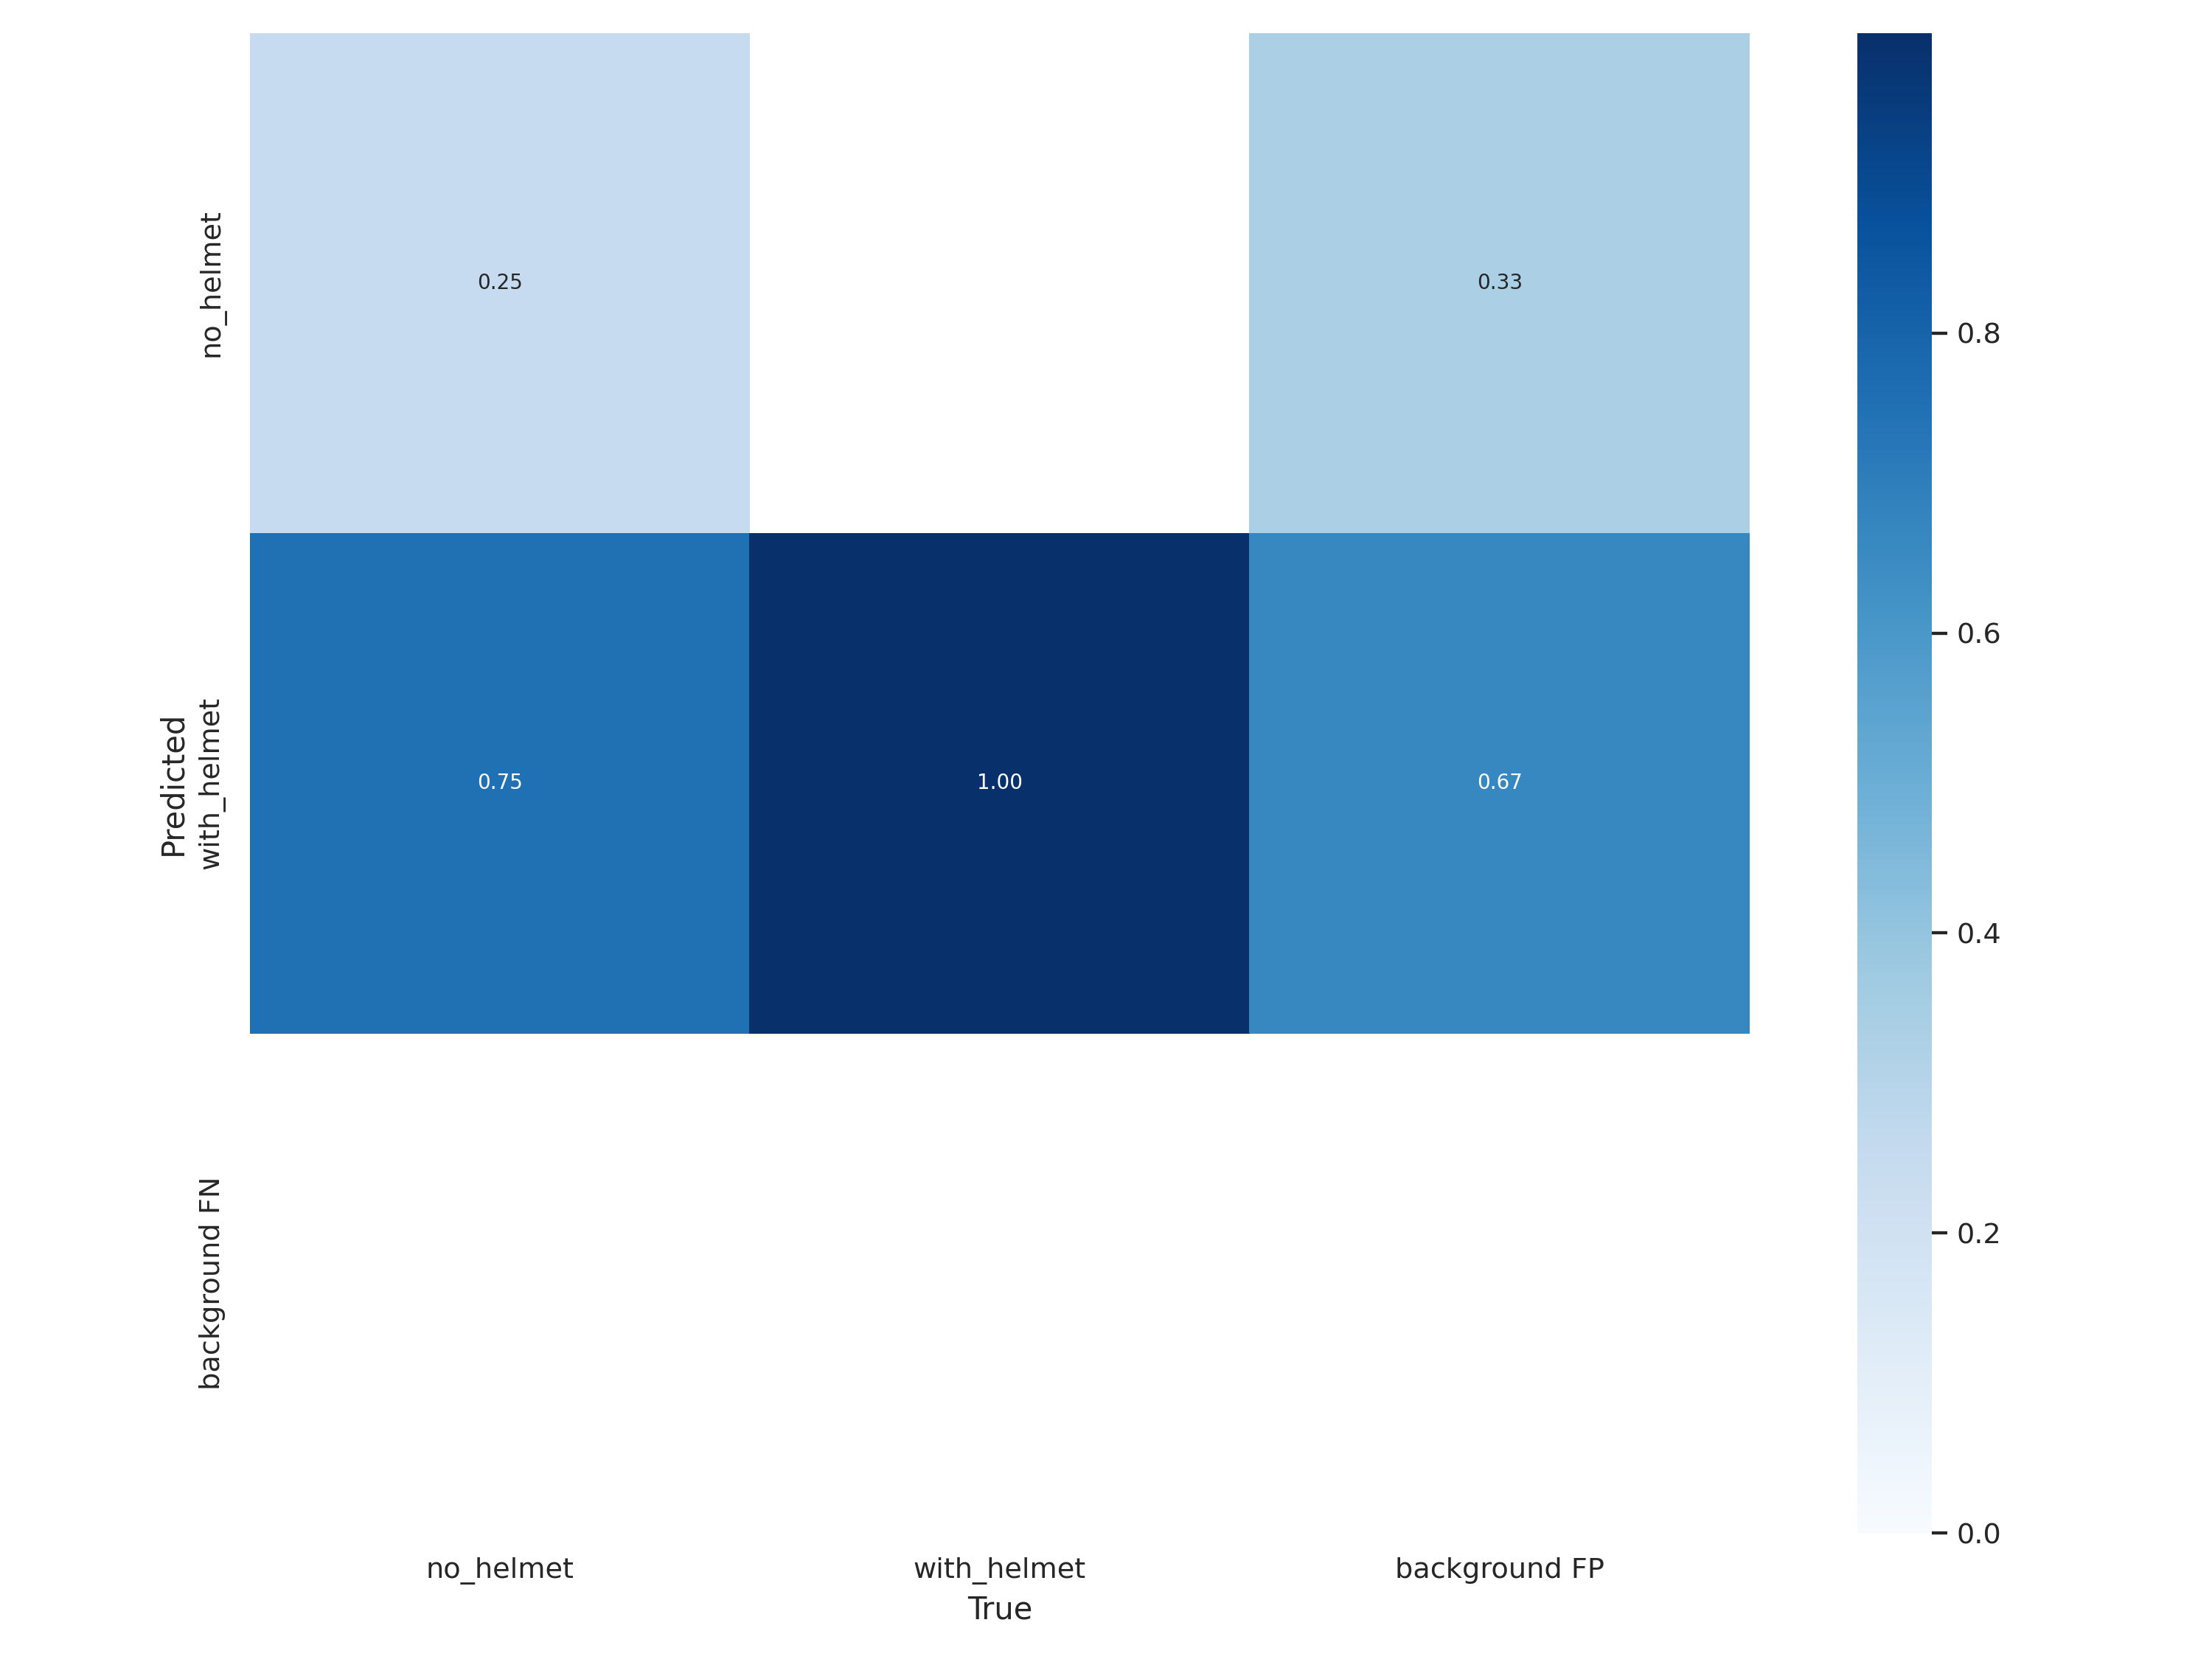 no_helmet
0.25
0.33
Predicted
with_helmet
0.75
1.00
0.67
background FN
no_helmet
with_helmet
background FP
True
0.8
0.6
0.4
0.2
0.0